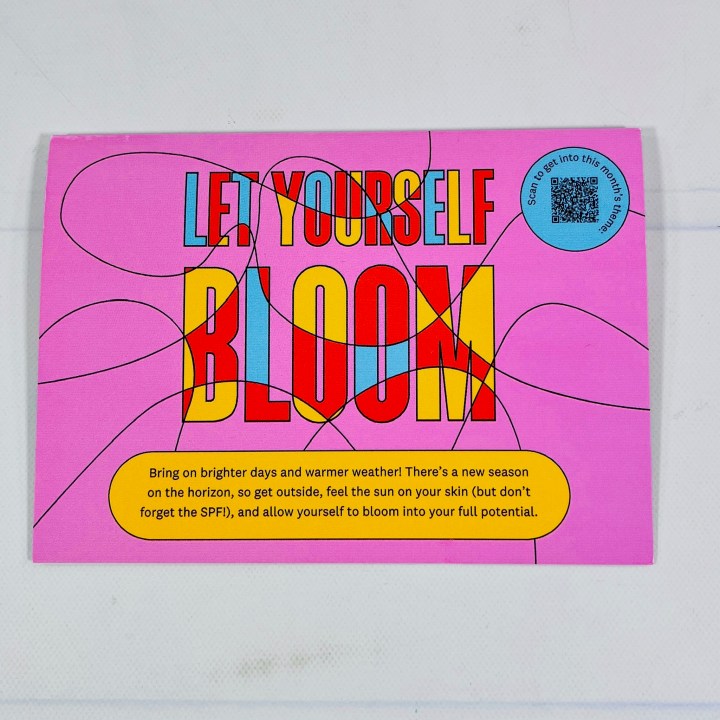 LET YOURSELF
BLOOM
Scan to get into this month's theme:
Bring on brighter days and warmer weather! There's a new season
on the horizon, so get outside, feel the sun on your skin (but don't
forget the SPF!), and allow yourself to bloom into your full potential.